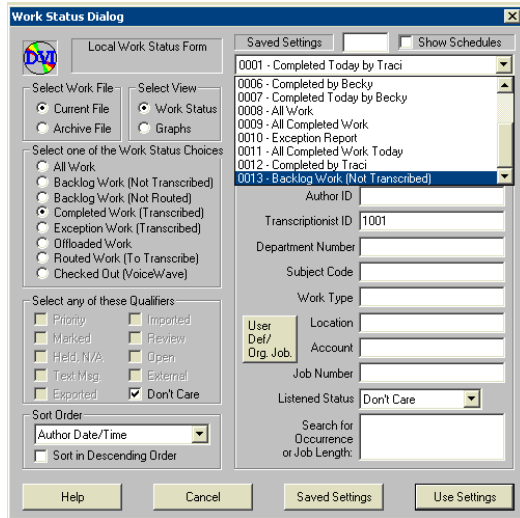 Work Status Dialog
DVI
Local Work Status Form
Saved Settings
Show Schedules
0001 - Completed Today by Traci
0006 - Completed by Becky
0007 - Completed Today by Becky
0008 - All Work
0009 - All Completed Work
0010 - Exception Report
0011 - All Completed Work Today
0012 - Completed by Traci
0013 - Backlog Work (Not Transcribed)
Select Work File
Current File
Archive File
Select View
Work Status
Graphs
Select one of the Work Status Choices
All Work
Backlog Work (Not Transcribed)
Backlog Work (Not Routed)
Completed Work (Transcribed)
Exception Work (Transcribed)
Offloaded Work
Routed Work (To Transcribe)
Checked Out (VoiceWave)
Select any of these Qualifiers
Priority
Imported
Marked
Review
Held, N/A
Open
Text Msg.
External
Exported
Don't Care
Sort Order
Author Date/Time
Sort in Descending Order
Author ID
Transcriptionist ID 1001
Department Number
Subject Code
Work Type
User
Def/
Org. Job.
Location
Account
Job Number
Listened Status Don't Care
Search for
Occurrence
or Job Length:
Help
Cancel
Saved Settings
Use Settings